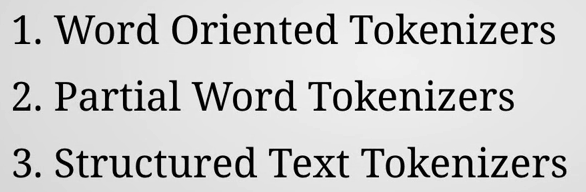 1. Word Oriented Tokenizers
2. Partial Word Tokenizers
3. Structured Text Tokenizers